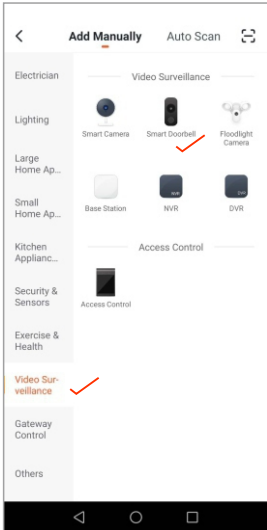 Add Manually
Auto Scan
Electrician
Lighting
Large
Home Ap...
Small
Home Ap...
Kitchen
Applianc...
Security &
Sensors
Exercise &
Health
Video Sur-
veillance
Gateway
Control
Others
Video Surveillance
Smart Camera
Smart Doorbell
Floodlight
Camera
Base Station
NVR
NVR
DVR
DVR
Access Control
Access Control